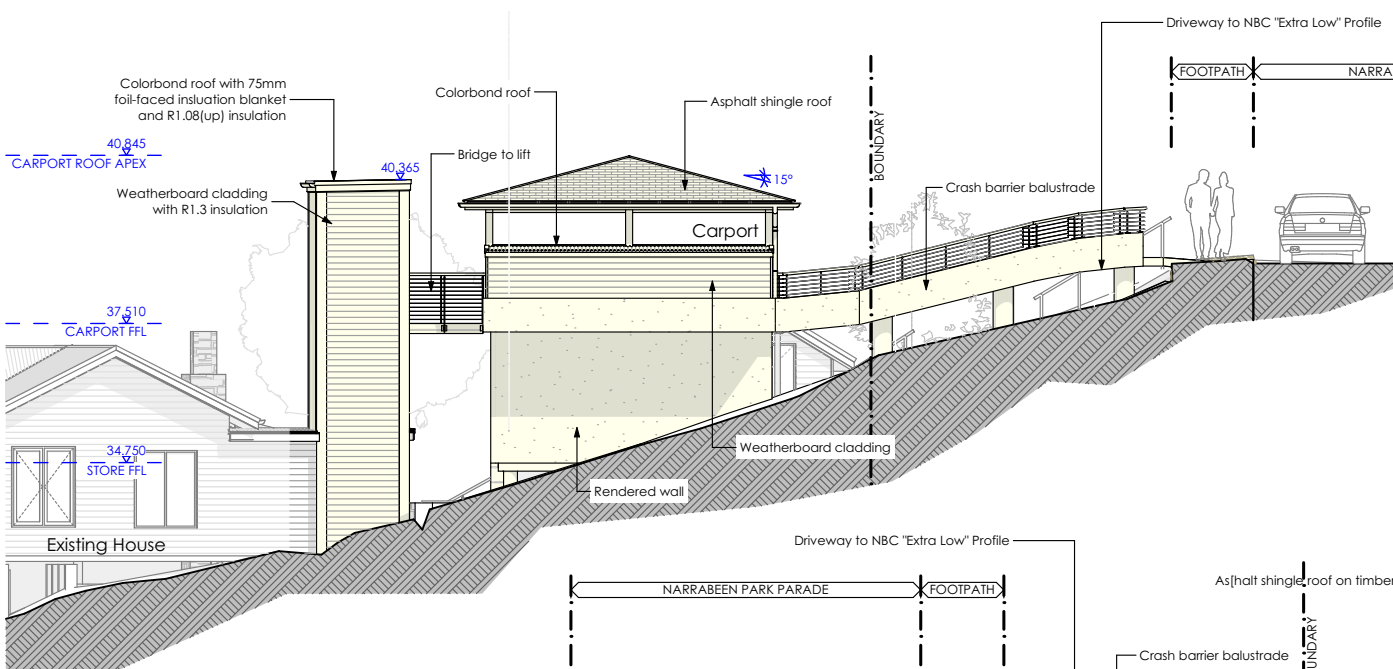 Driveway to NBC "Extra Low" Profile
FOOTPATH
NARRA
Colorbond roof with 75mm
foil-faced insluation blanket
and R1.08(up) insulation
Colorbond roof
Asphalt shingle roof
BOUNDARY
40.845
CARPORT ROOF APEX
Bridge to lift
40.365
15°
Weatherboard cladding
with R1.3 insulation
Crash barrier balustrade
Carport
37.510
CARPORT FFL
34.750
STORE FFL
Weatherboard cladding
Rendered wall
Existing House
Driveway to NBC "Extra Low" Profile
NARRABEEN PARK PARADE
FOOTPATH
As[halt shingle roof on timber
UNDARY
Crash barrier balustrade